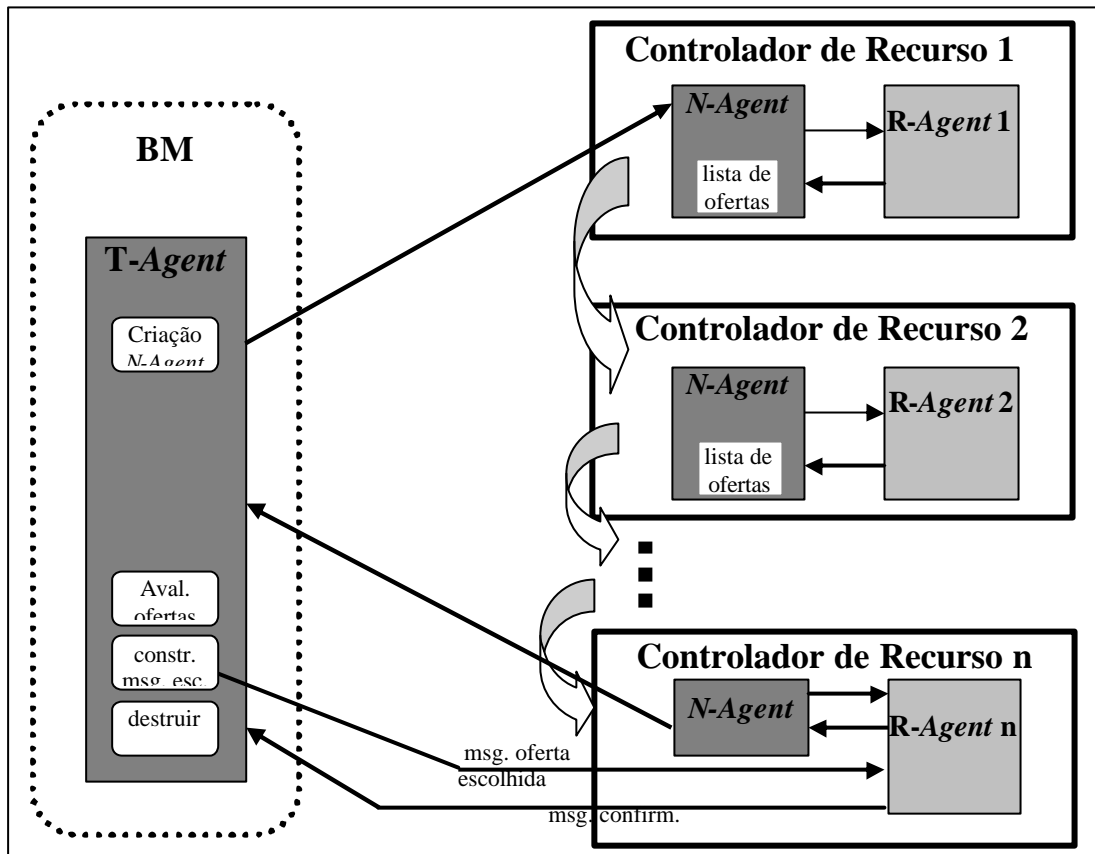 BM
T-Agent
Criação
N-Agent
Aval.
ofertas
constr.
msg. esc.
destruir
Controlador de Recurso 1
N-Agent
lista de
ofertas
R-Agent 1
Controlador de Recurso 2
N-Agent
lista de
ofertas
R-Agent 2
Controlador de Recurso n
N-Agent
R-Agent n
msg. oferta
escolhida
msg. confirm.